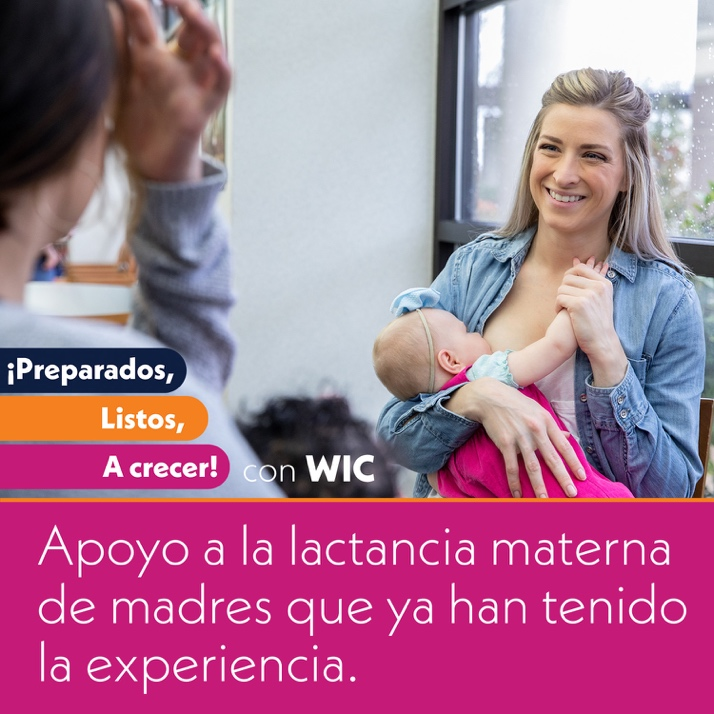 ¡Preparados,
Listos,
A crecer! con WIC
Apoyo a la lactancia materna
de madres que ya han tenido
la experiencia.